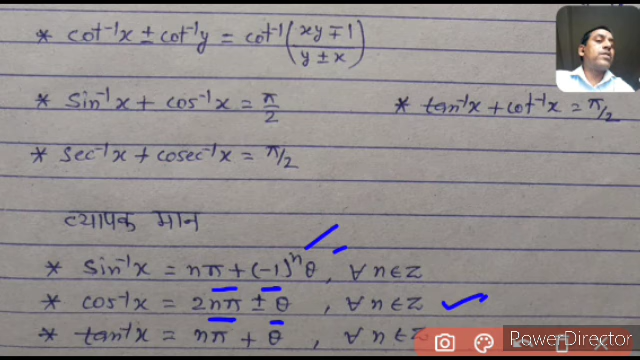 * cot⁻¹x ± cot⁻¹y = cot⁻¹(xy ∓ 1 / y ± x)
* sin⁻¹x + cos⁻¹x = π/2 * tan⁻¹x + cot⁻¹x = π/2
* sec⁻¹x + cosec⁻¹x = π/2
व्यापक मान
* sin⁻¹x = nπ + (-1)ⁿθ, ∀ n∈Z
* cos⁻¹x = 2nπ ± θ , ∀ n∈Z
* tan⁻¹x = nπ + θ , ∀ n
PowerDirector